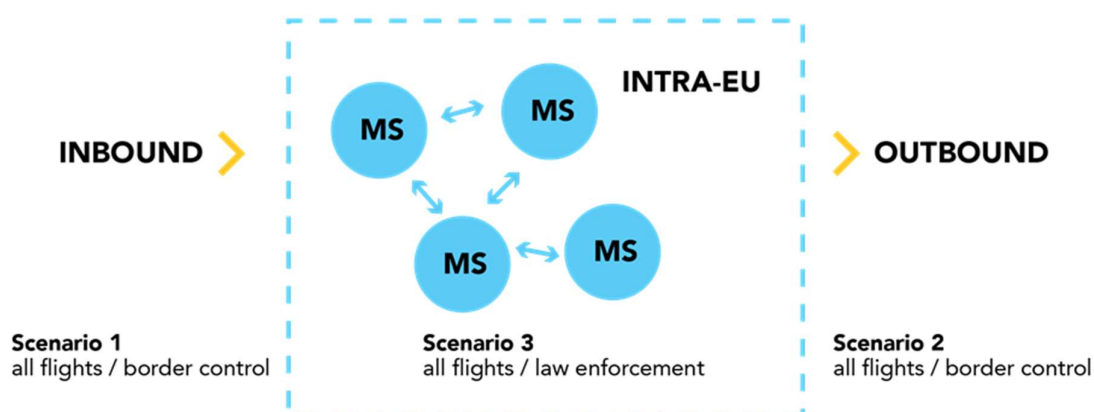 INTRA-EU
MS
MS
INBOUND
OUTBOUND
MS
MS
Scenario 1
all flights / border control
Scenario 3
all flights / law enforcement
Scenario 2
all flights / border control